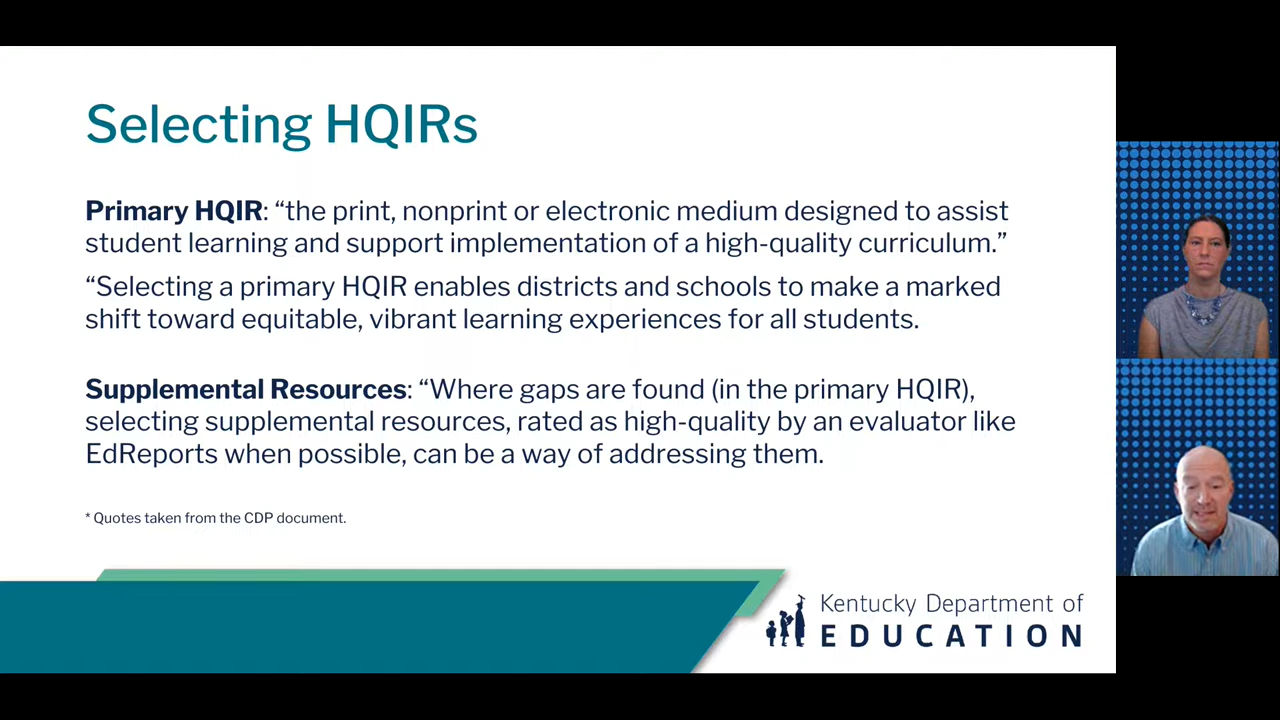 Selecting HQIRs
Primary HQIR: “the print, nonprint or electronic medium designed to assist
student learning and support implementation of a high-quality curriculum.”
“Selecting a primary HQIR enables districts and schools to make a marked
shift toward equitable, vibrant learning experiences for all students.
Supplemental Resources: “Where gaps are found (in the primary HQIR),
selecting supplemental resources, rated as high-quality by an evaluator like
EdReports when possible, can be a way of addressing them.
* Quotes taken from the CDP document.
Kentucky Department of
EDUCATION